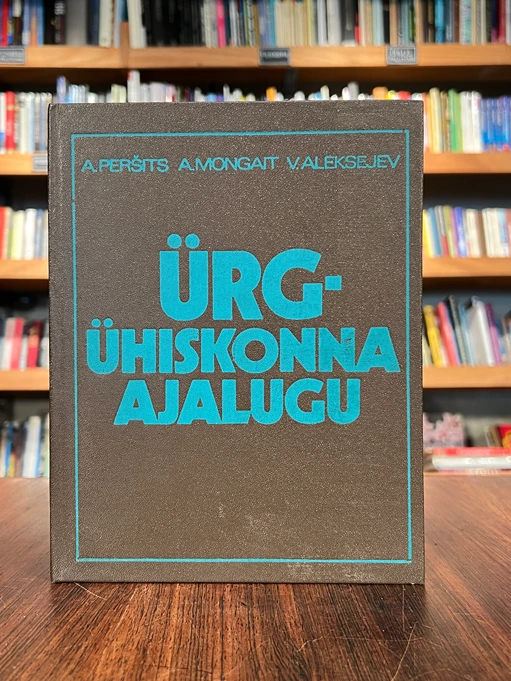 A.PERŠITS A.MONGAIT V.ALEKSEJEV
ÜRG-
ÜHISKONNA
AJALUGU